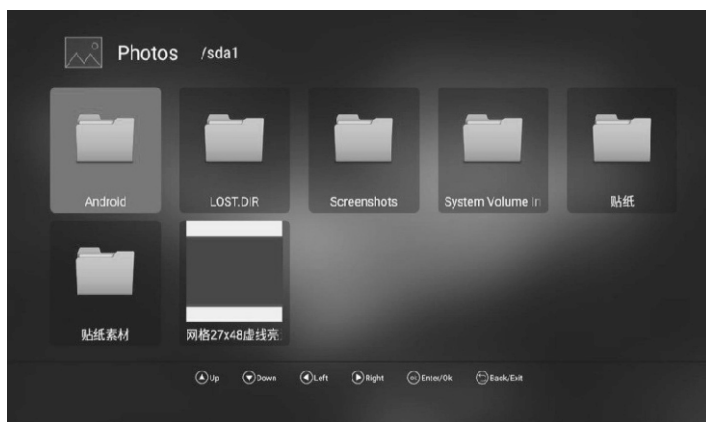 Photos /sda1
Android
LOST.DIR
Screenshots
System Volume In
贴纸
贴纸素材
网格27x48虚线亮
Up
Down
Left
Right
Enter/Ok
Back/Exit